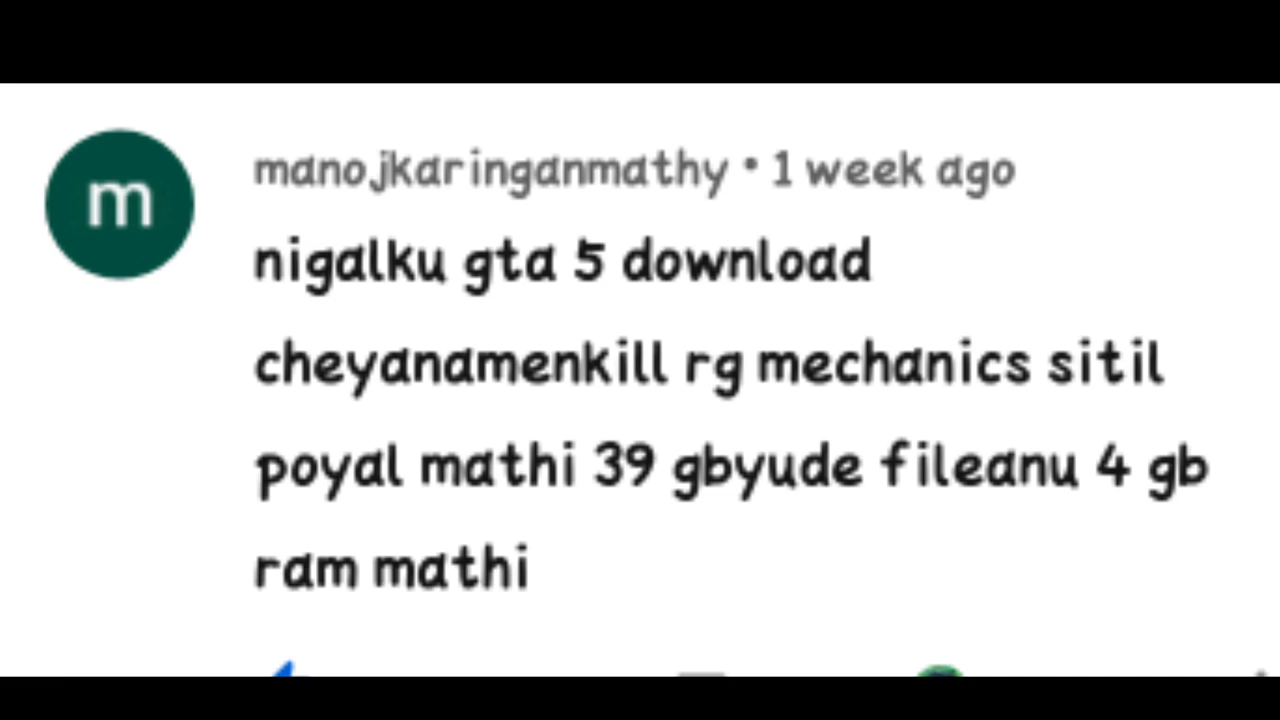 m
manojkaringanmathy • 1 week ago
nigalku gta 5 download
cheyanamenkill rg mechanics sitil
poyal mathi 39 gbyude fileanu 4 gb
ram mathi